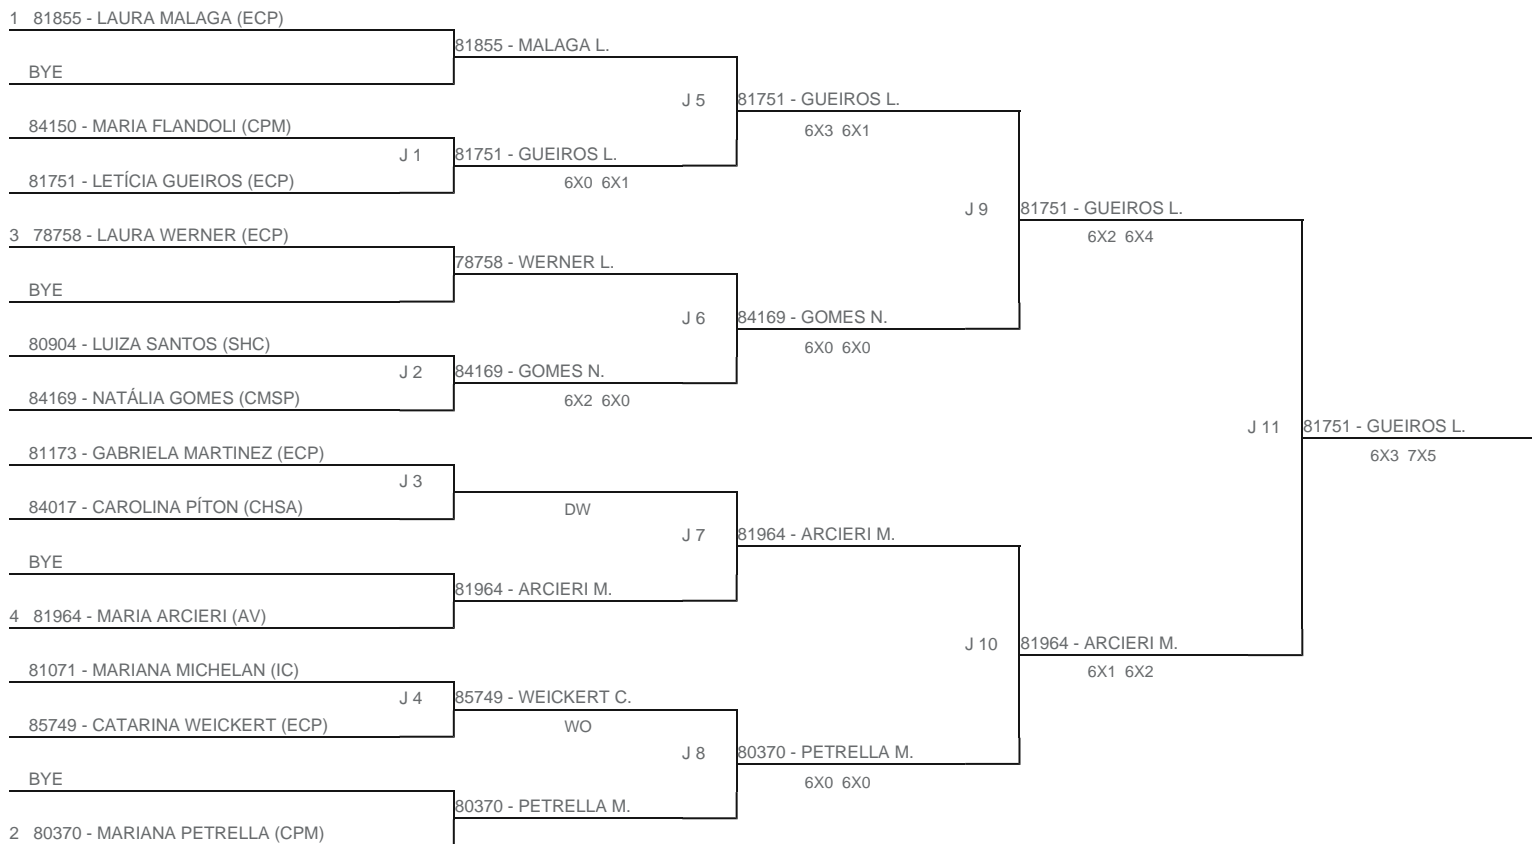 1 81855 - LAURA MALAGA (ECP)
81855 - MALAGA L.
BYE
J 5
81751 - GUEIROS L.
6X3 6X1
84150 - MARIA FLANDOLI (CPM)
J 1
81751 - GUEIROS L.
6X0 6X1
81751 - LETÍCIA GUEIROS (ECP)
J 9
81751 - GUEIROS L.
6X2 6X4
3 78758 - LAURA WERNER (ECP)
78758 - WERNER L.
BYE
J 6
84169 - GOMES N.
6X0 6X0
80904 - LUIZA SANTOS (SHC)
J 2
84169 - GOMES N.
6X2 6X0
84169 - NATÁLIA GOMES (CMSP)
J 11
81751 - GUEIROS L.
6X3 7X5
81173 - GABRIELA MARTINEZ (ECP)
J 3
84017 - CAROLINA PÍTON (CHSA)
DW
J 7
81964 - ARCIERI M.
BYE
81964 - ARCIERI M.
4 81964 - MARIA ARCIERI (AV)
J 10
81964 - ARCIERI M.
6X1 6X2
81071 - MARIANA MICHELAN (IC)
J 4
85749 - WEICKERT C.
WO
85749 - CATARINA WEICKERT (ECP)
J 8
80370 - PETRELLA M.
6X0 6X0
BYE
80370 - PETRELLA M.
2 80370 - MARIANA PETRELLA (CPM)